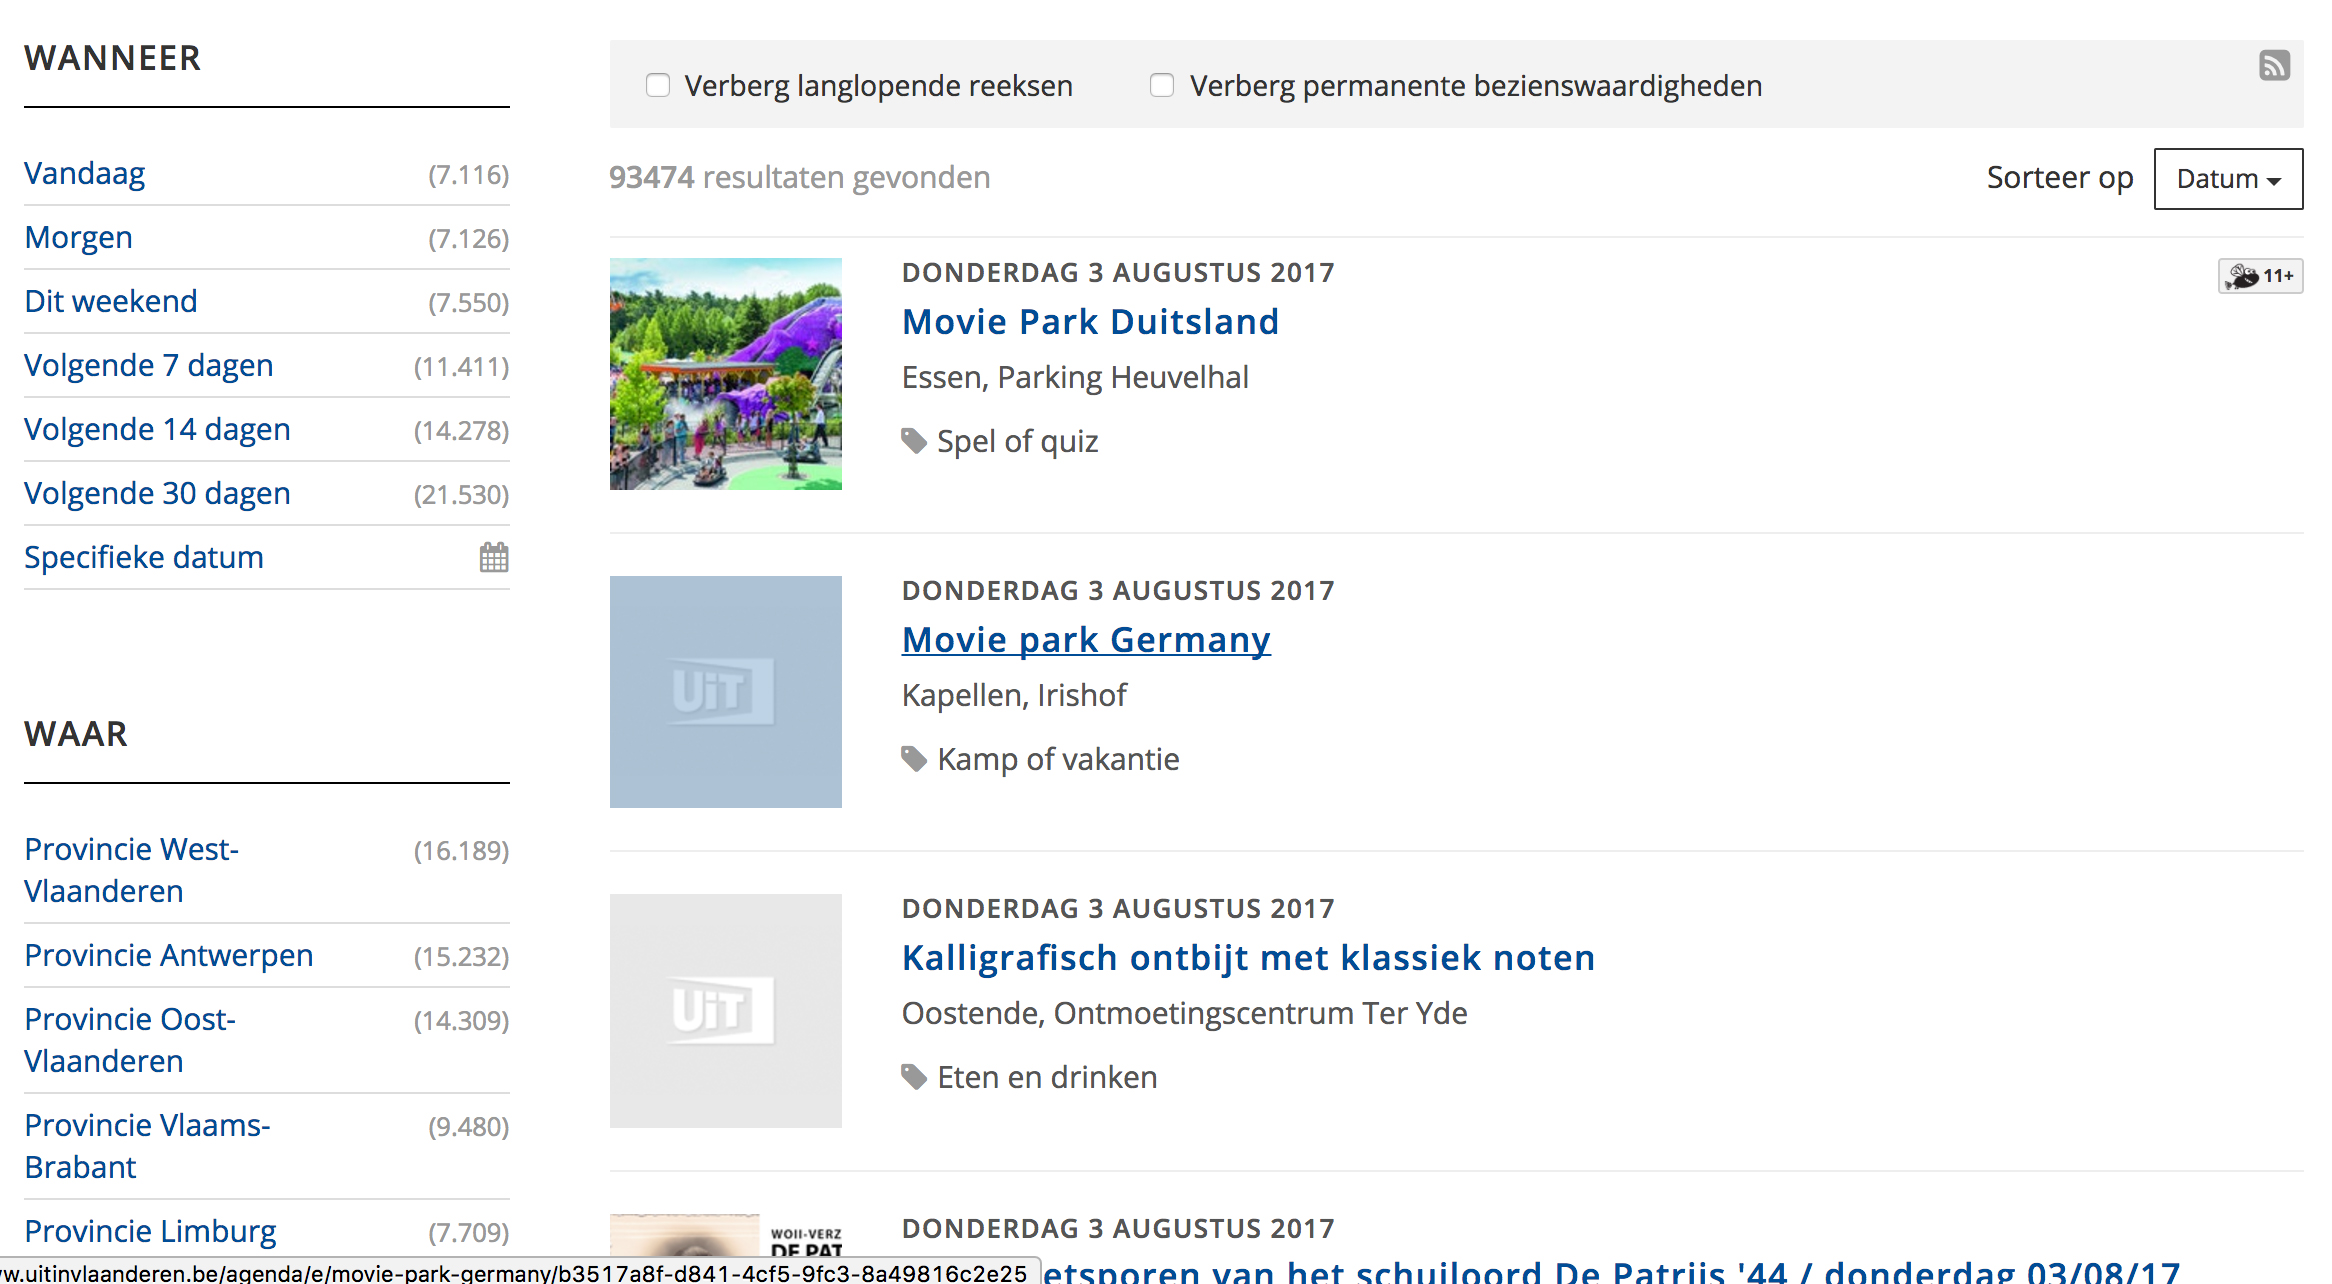 WANNEER
Vandaag (7.116)
Morgen (7.126)
Dit weekend (7.550)
Volgende 7 dagen (11.411)
Volgende 14 dagen (14.278)
Volgende 30 dagen (21.530)
Specifieke datum
WAAR
Provincie West-
Vlaanderen (16.189)
Provincie Antwerpen (15.232)
Provincie Oost-
Vlaanderen (14.309)
Provincie Vlaams-
Brabant (9.480)
Provincie Limburg (7.709)
Verberg langlopende reeksen
Verberg permanente bezienswaardigheden
93474 resultaten gevonden
Sorteer op Datum
DONDERDAG 3 AUGUSTUS 2017
11+
Movie Park Duitsland
Essen, Parking Heuvelhal
Spel of quiz
UiT
DONDERDAG 3 AUGUSTUS 2017
Movie park Germany
Kapellen, Irishof
Kamp of vakantie
UiT
DONDERDAG 3 AUGUSTUS 2017
Kalligrafisch ontbijt met klassiek noten
Oostende, Ontmoetingscentrum Ter Yde
Eten en drinken
WOII-VERZ
DE PAT
DONDERDAG 3 AUGUSTUS 2017
etsporen van het schuiloord De Patrijs '44 / donderdag 03/08/17
w.uitinvlaanderen.be/agenda/e/movie-park-germany/b3517a8f-d841-4cf5-9fc3-8a49816c2e25